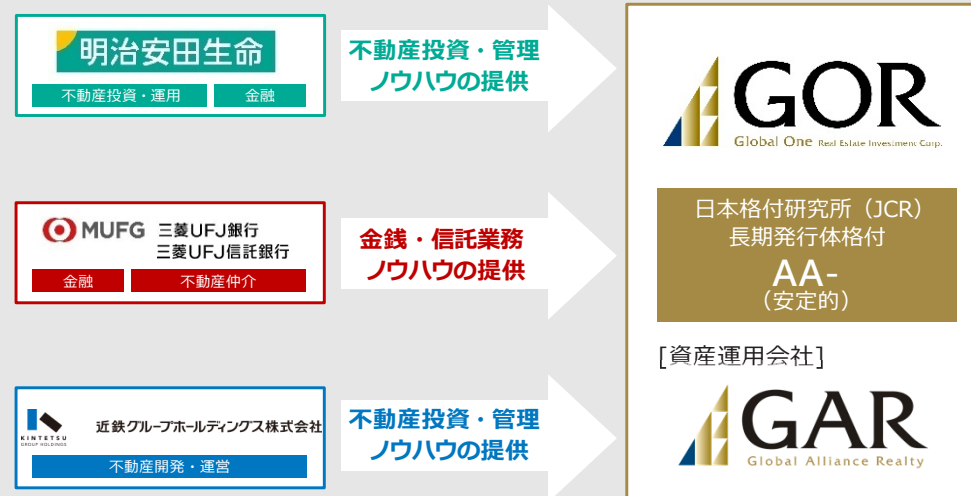 明治安田生命
不動産投資・運用
金融
不動産投資・管理
ノウハウの提供
MUFG 三菱UFJ銀行
三菱UFJ信託銀行
金融
不動産仲介
金銭・信託業務
ノウハウの提供
KINTETSU
GROUP HOLDINGS
近鉄グループホールディングス株式会社
不動産開発・運営
不動産投資・管理
ノウハウの提供
GOR
Global One Real Estate Investment Corp.
日本格付研究所（JCR）
長期発行体格付
AA-
（安定的）
[資産運用会社]
GAR
Global Alliance Realty